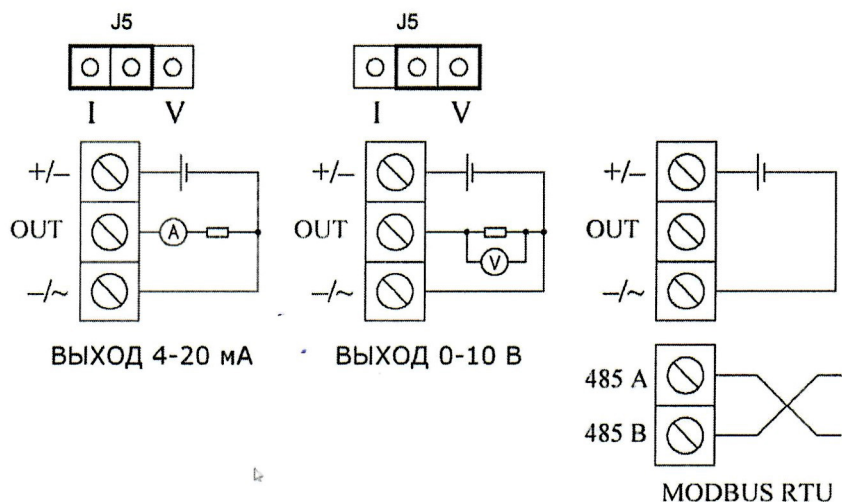 J5
I V
+/–
OUT
A
–/~
ВЫХОД 4-20 мА
J5
I V
+/–
OUT
V
–/~
ВЫХОД 0-10 В
+/–
OUT
–/~
485 A
485 B
MODBUS RTU